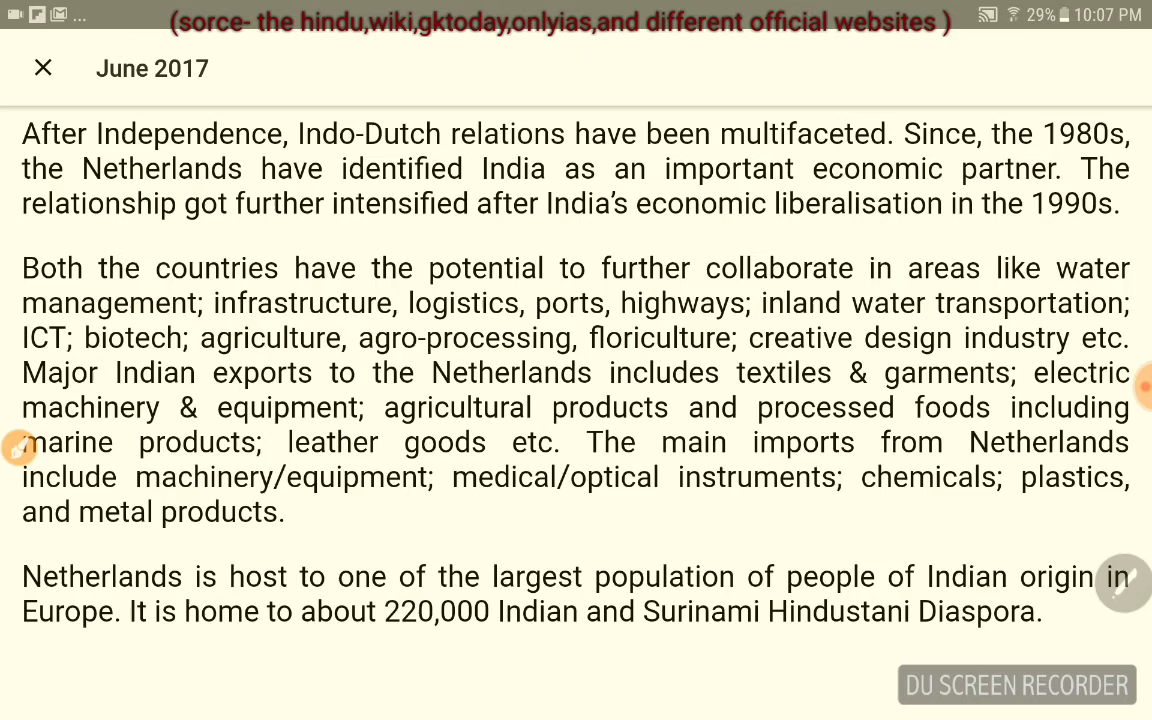 (sorce- the hindu,wiki,gktoday,onlyias,and different official websites )
... 29% 10:07 PM
× June 2017
After Independence, Indo-Dutch relations have been multifaceted. Since, the 1980s,
the Netherlands have identified India as an important economic partner. The
relationship got further intensified after India’s economic liberalisation in the 1990s.
Both the countries have the potential to further collaborate in areas like water
management; infrastructure, logistics, ports, highways; inland water transportation;
ICT; biotech; agriculture, agro-processing, floriculture; creative design industry etc.
Major Indian exports to the Netherlands includes textiles & garments; electric
machinery & equipment; agricultural products and processed foods including
marine products; leather goods etc. The main imports from Netherlands
include machinery/equipment; medical/optical instruments; chemicals; plastics,
and metal products.
Netherlands is host to one of the largest population of people of Indian origin in
Europe. It is home to about 220,000 Indian and Surinami Hindustani Diaspora.
DU SCREEN RECORDER